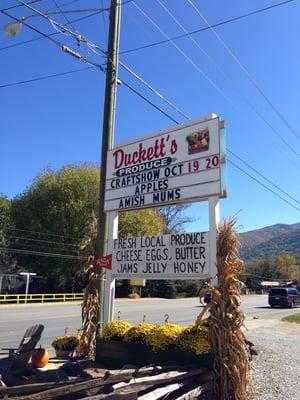 Duckett's
PRODUCE
CRAFTSHOW OCT 19 20
APPLES
AMISH MUMS
FRESH LOCAL PRODUCE
CHEESE EGGS, BUTTER
JAMS JELLY HONEY